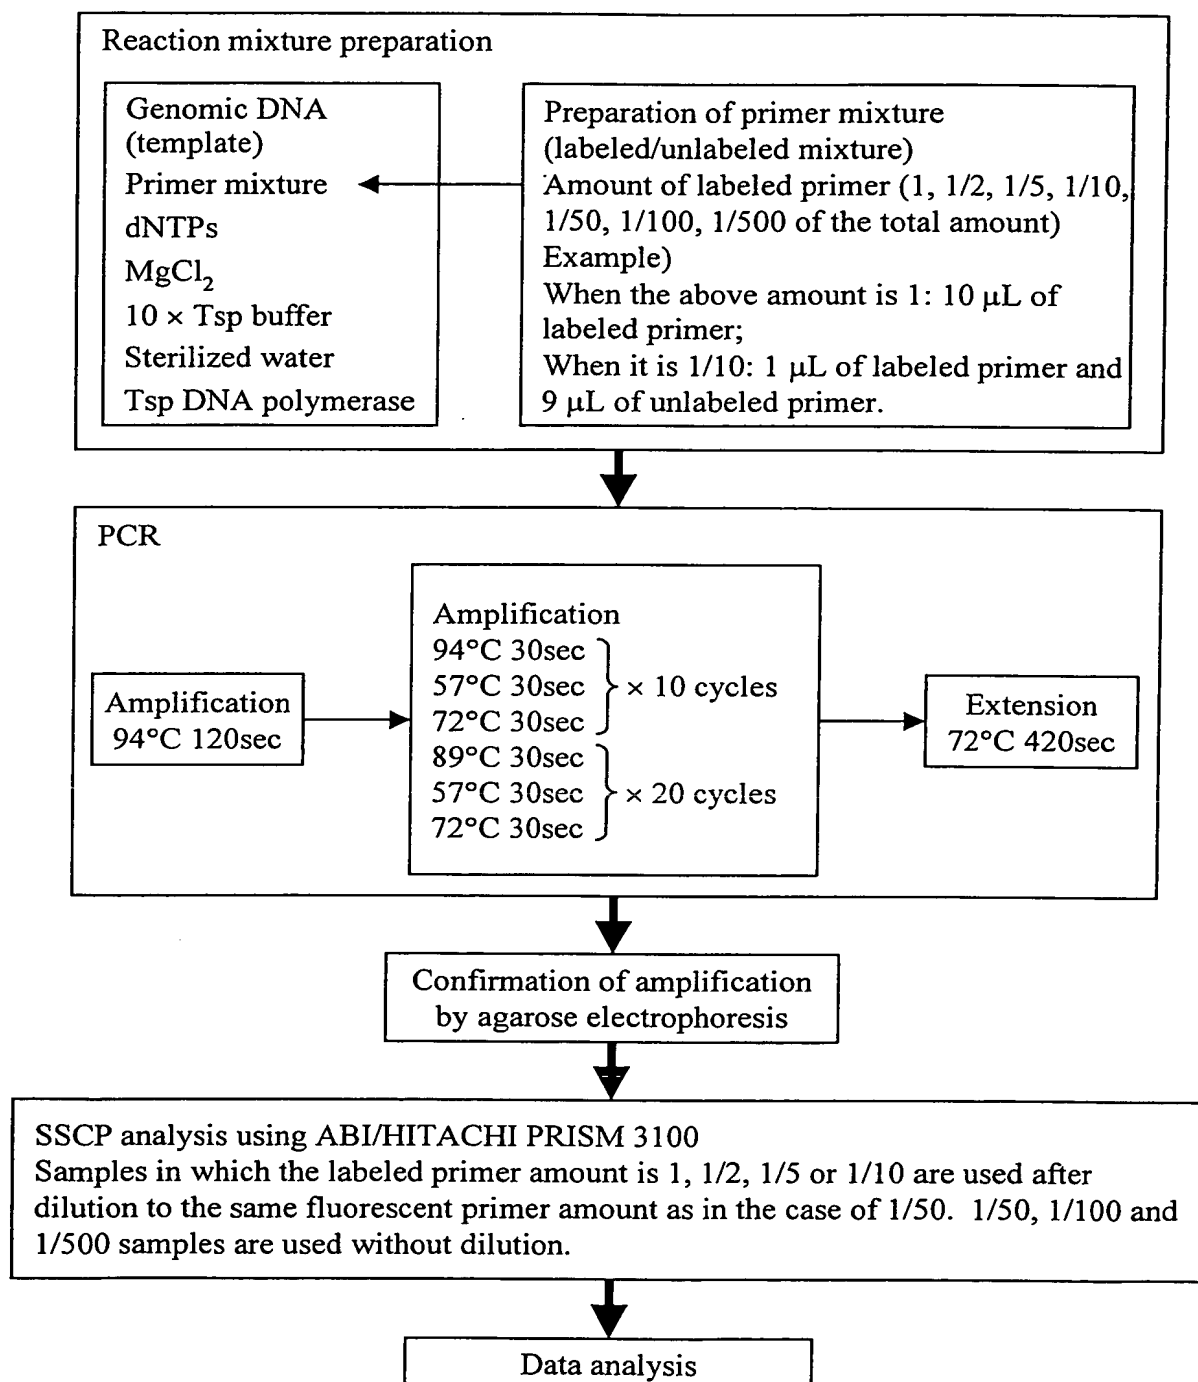 Reaction mixture preparation
Genomic DNA
(template)
Primer mixture
dNTPs
MgCl₂
10 × Tsp buffer
Sterilized water
Tsp DNA polymerase
Preparation of primer mixture
(labeled/unlabeled mixture)
Amount of labeled primer (1, 1/2, 1/5, 1/10,
1/50, 1/100, 1/500 of the total amount)
Example)
When the above amount is 1: 10 μL of
labeled primer;
When it is 1/10: 1 μL of labeled primer and
9 μL of unlabeled primer.
PCR
Amplification
94°C 120sec
Amplification
94°C 30sec
57°C 30sec × 10 cycles
72°C 30sec
89°C 30sec
57°C 30sec × 20 cycles
72°C 30sec
Extension
72°C 420sec
Confirmation of amplification
by agarose electrophoresis
SSCP analysis using ABI/HITACHI PRISM 3100
Samples in which the labeled primer amount is 1, 1/2, 1/5 or 1/10 are used after
dilution to the same fluorescent primer amount as in the case of 1/50.  1/50, 1/100 and
1/500 samples are used without dilution.
Data analysis